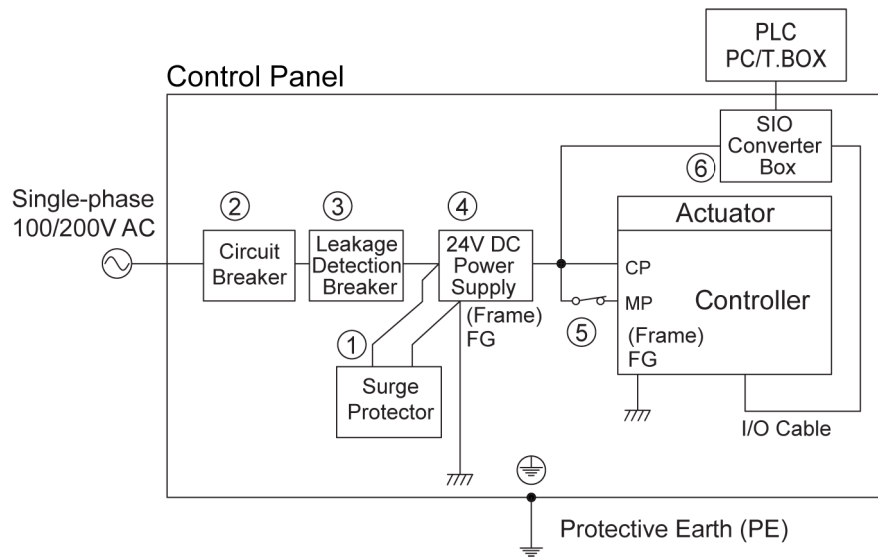 PLC
PC/T.BOX
Control Panel
SIO
Converter
Box
⑥
Single-phase
100/200V AC
②
Circuit
Breaker
③
Leakage
Detection
Breaker
④
24V DC
Power
Supply
(Frame)
FG
①
Surge
Protector
Actuator
CP
MP
Controller
(Frame)
FG
⑤
I/O Cable
Protective Earth (PE)